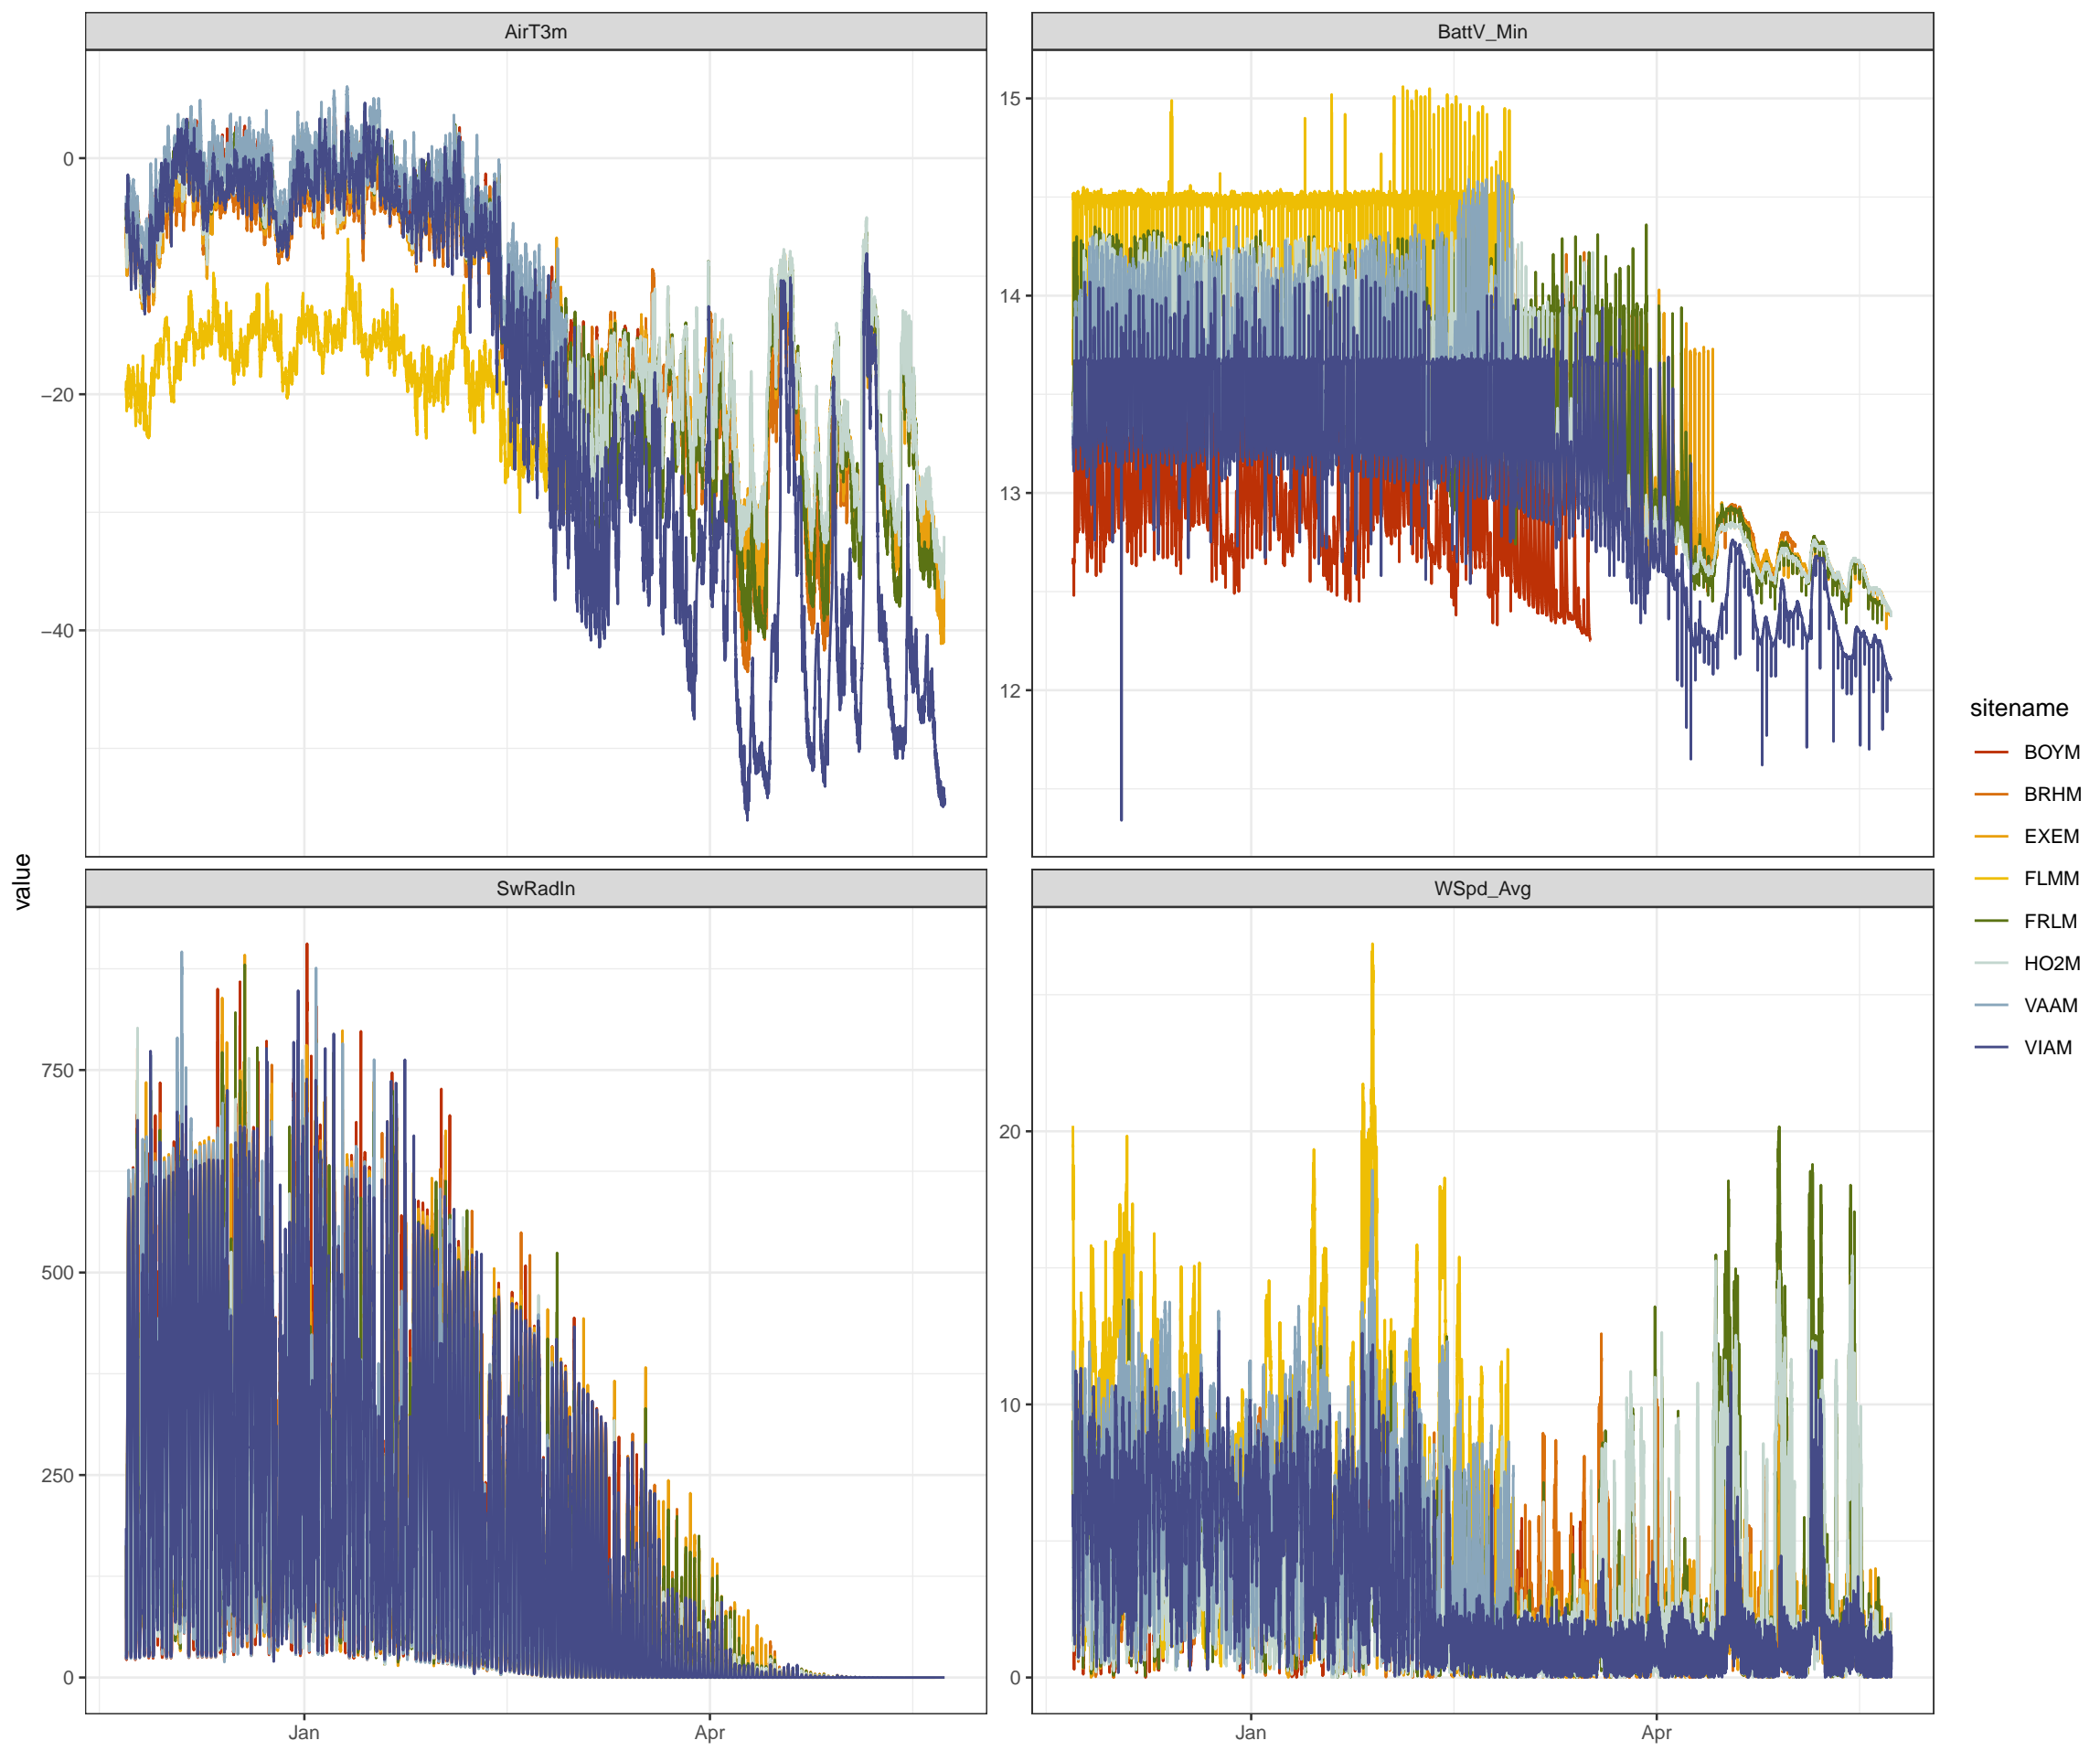 AirT3m
BattV_Min
0
−20
−40
15
14
13
12
SwRadIn
WSpd_Avg
750
500
250
0
20
10
0
Jan
Apr
Jan
Apr
value
sitename
BOYM
BRHM
EXEM
FLMM
FRLM
HO2M
VAAM
VIAM